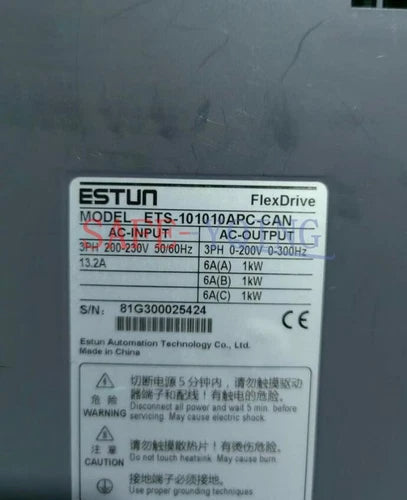 ESTUN FlexDrive
MODEL ETS-101010APC-CAN
AC-INPUT AC-OUTPUT
3PH 200-230V 50/60Hz 3PH 0-200V 0-300Hz
13.2A 6A(A) 1kW
6A(B) 1kW
6A(C) 1kW
S/N: 81G300025424
CE
Estun Automation Technology Co., Ltd.
Made in China
危险 WARNING
切断电源5分钟内，请勿触摸驱动
器端子和配线！有触电的危险。
Disconnect all power and wait 5 min. before
servicing. May cause electric shock.
注意 CAUTION
请勿触摸散热片！有烫伤危险。
Do not touch heatsink. May cause burn.
接地端子必须接地。
Use proper grounding techniques